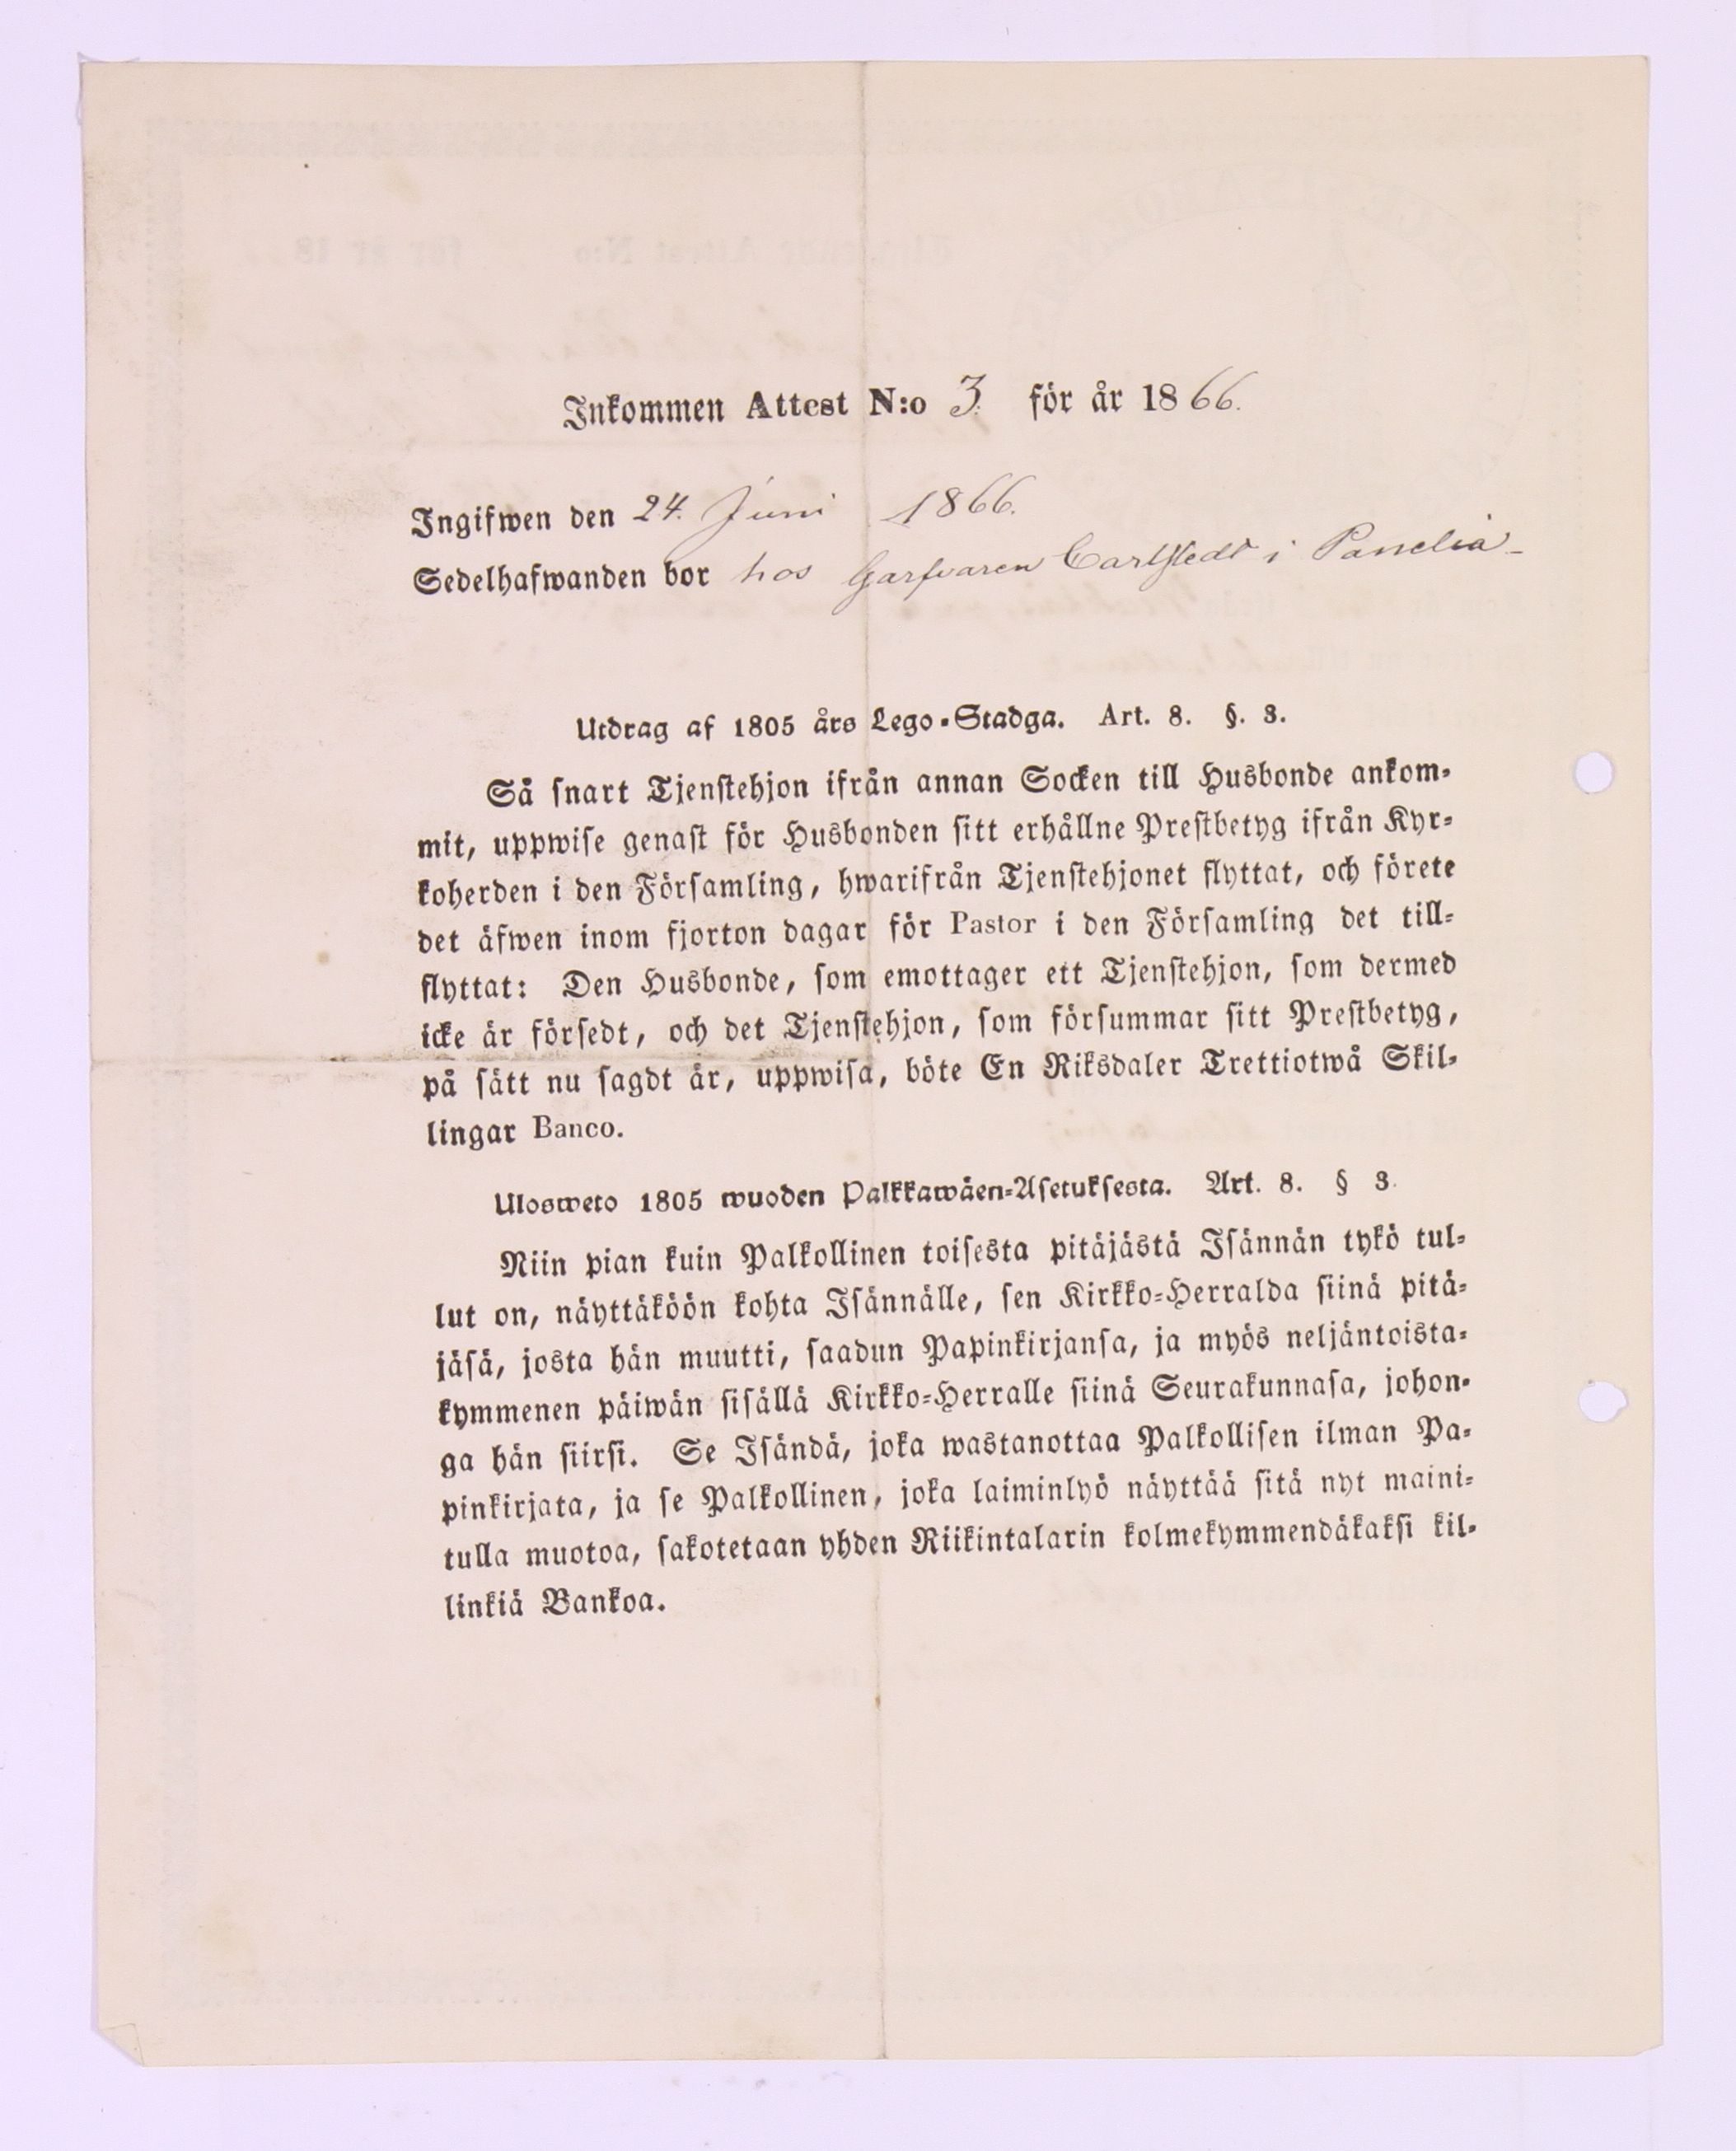 Inkommen Attest N:o 3. för år 1866.
Ingifwen den 24. Juni 1866.
Sedelhafwanden bor hos Garfvaren Carlstedt i Panelia
Utdrag af 1805 års Lego-Stadga. Art. 8. §. 3.
Så snart Tjenstehjon ifrån annan Socken till Husbonde ankom-
mit, uppwise genast för Husbonden sitt erhållne Prestbetyg ifrån Kyr-
koherden i den Församling, hwarifrån Tjenstehjonet flyttat, och förete
det äfwen inom fjorton dagar för Pastor i den Församling det till-
flyttat: Den Husbonde, som emottager ett Tjenstehjon, som dermed
icke är försedt, och det Tjenstehjon, som försummar sitt Prestbetyg,
på sätt nu sagdt är, uppwisa, böte En Riksdaler Trettiotwå Skil-
lingar Banco.
Ulosweto 1805 wuoden Palkkawäen-Asetuksesta. Art. 8. § 3.
Niin pian kuin Palkollinen toisesta pitäjästä Isännän tykö tul-
lut on, näyttäköön kohta Isännälle, sen Kirkko-Herralda siinä pitä-
jäsä, josta hän muutti, saadun Papinkirjansa, ja myös neljäntoista-
kymmenen päiwän sisällä Kirkko-Herralle siinä Seurakunnasa, johon-
ga hän siirsi. Se Isändä, joka wastanottaa Palkollisen ilman Pa-
pinkirjata, ja se Palkollinen, joka laiminlyö näyttää sitä nyt maini-
tulla muotoa, sakotetaan yhden Riikintalarin kolmekymmendäkaksi kil-
linkiä Bankoa.